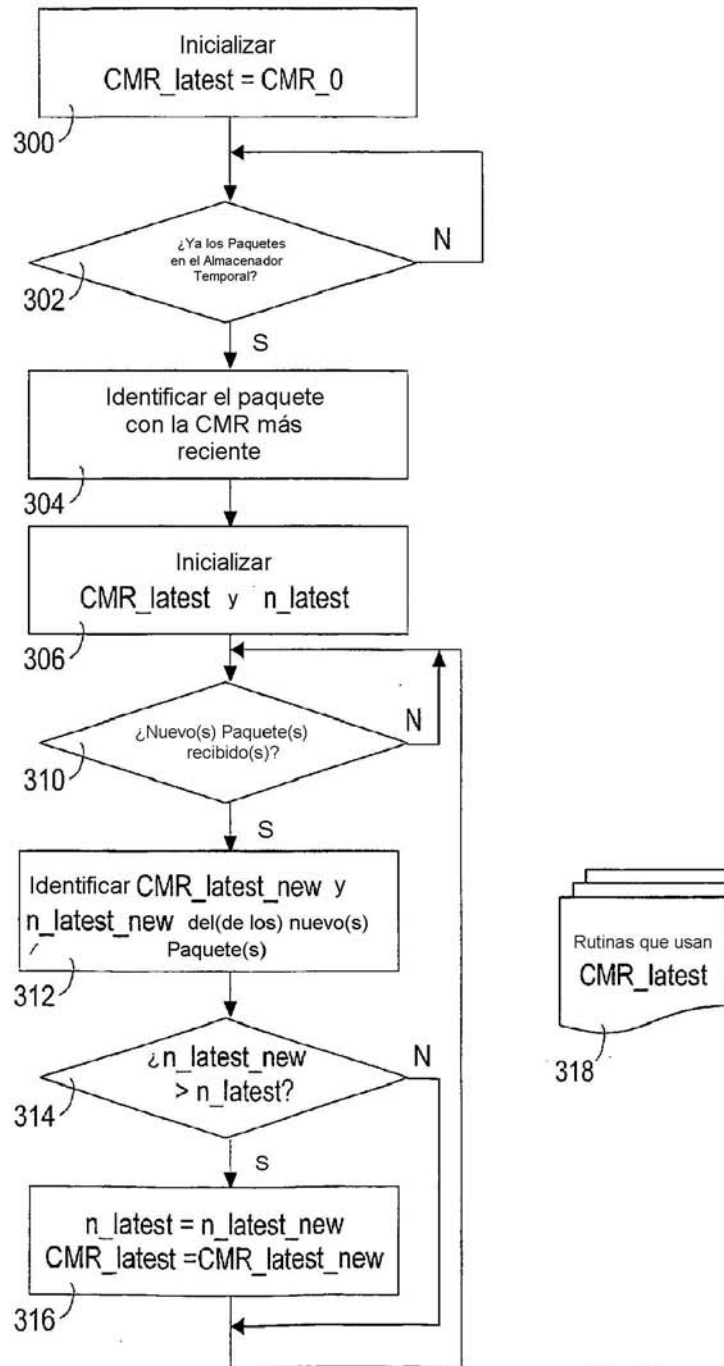 Inicializar
CMR_latest = CMR_0
300
¿Ya los Paquetes
en el Almacenador
Temporal?
N
302
S
Identificar el paquete
con la CMR más
reciente
304
Inicializar
CMR_latest y n_latest
306
¿Nuevo(s) Paquete(s)
recibido(s)?
N
310
S
Identificar CMR_latest_new y
n_latest_new del(de los) nuevo(s)
Paquete(s)
312
Rutinas que usan
CMR_latest
318
¿n_latest_new
> n_latest?
N
314
S
n_latest = n_latest_new
CMR_latest =CMR_latest_new
316